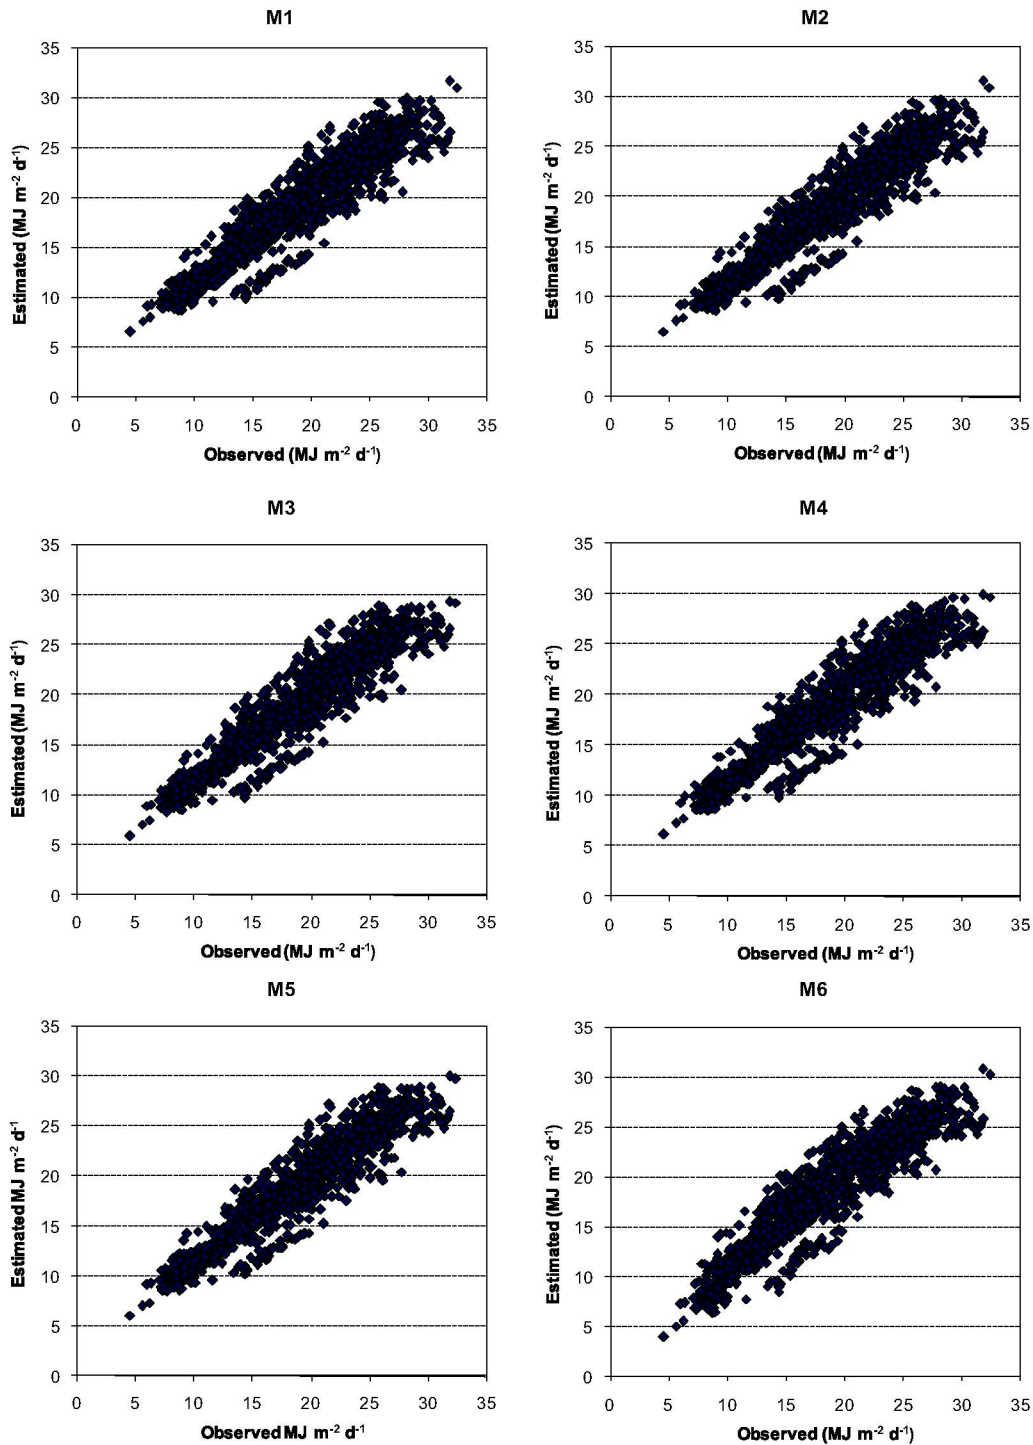 M1
35
30
25
20
15
10
5
0
Estimated (MJ m⁻² d⁻¹)
0 5 10 15 20 25 30 35
Observed (MJ m⁻² d⁻¹)
M2
35
30
25
20
15
10
5
0
Estimated (MJ m⁻² d⁻¹)
0 5 10 15 20 25 30 35
Observed (MJ m⁻² d⁻¹)
M3
35
30
25
20
15
10
5
0
Estimated (MJ m⁻² d⁻¹)
0 5 10 15 20 25 30 35
Observed (MJ m⁻² d⁻¹)
M4
35
30
25
20
15
10
5
0
Estimated (MJ m⁻² d⁻¹)
0 5 10 15 20 25 30 35
Observed (MJ m⁻² d⁻¹)
M5
35
30
25
20
15
10
5
0
Estimated MJ m⁻² d⁻¹
0 5 10 15 20 25 30 35
Observed MJ m⁻² d⁻¹
M6
35
30
25
20
15
10
5
0
Estimated (MJ m⁻² d⁻¹)
0 5 10 15 20 25 30 35
Observed (MJ m⁻² d⁻¹)